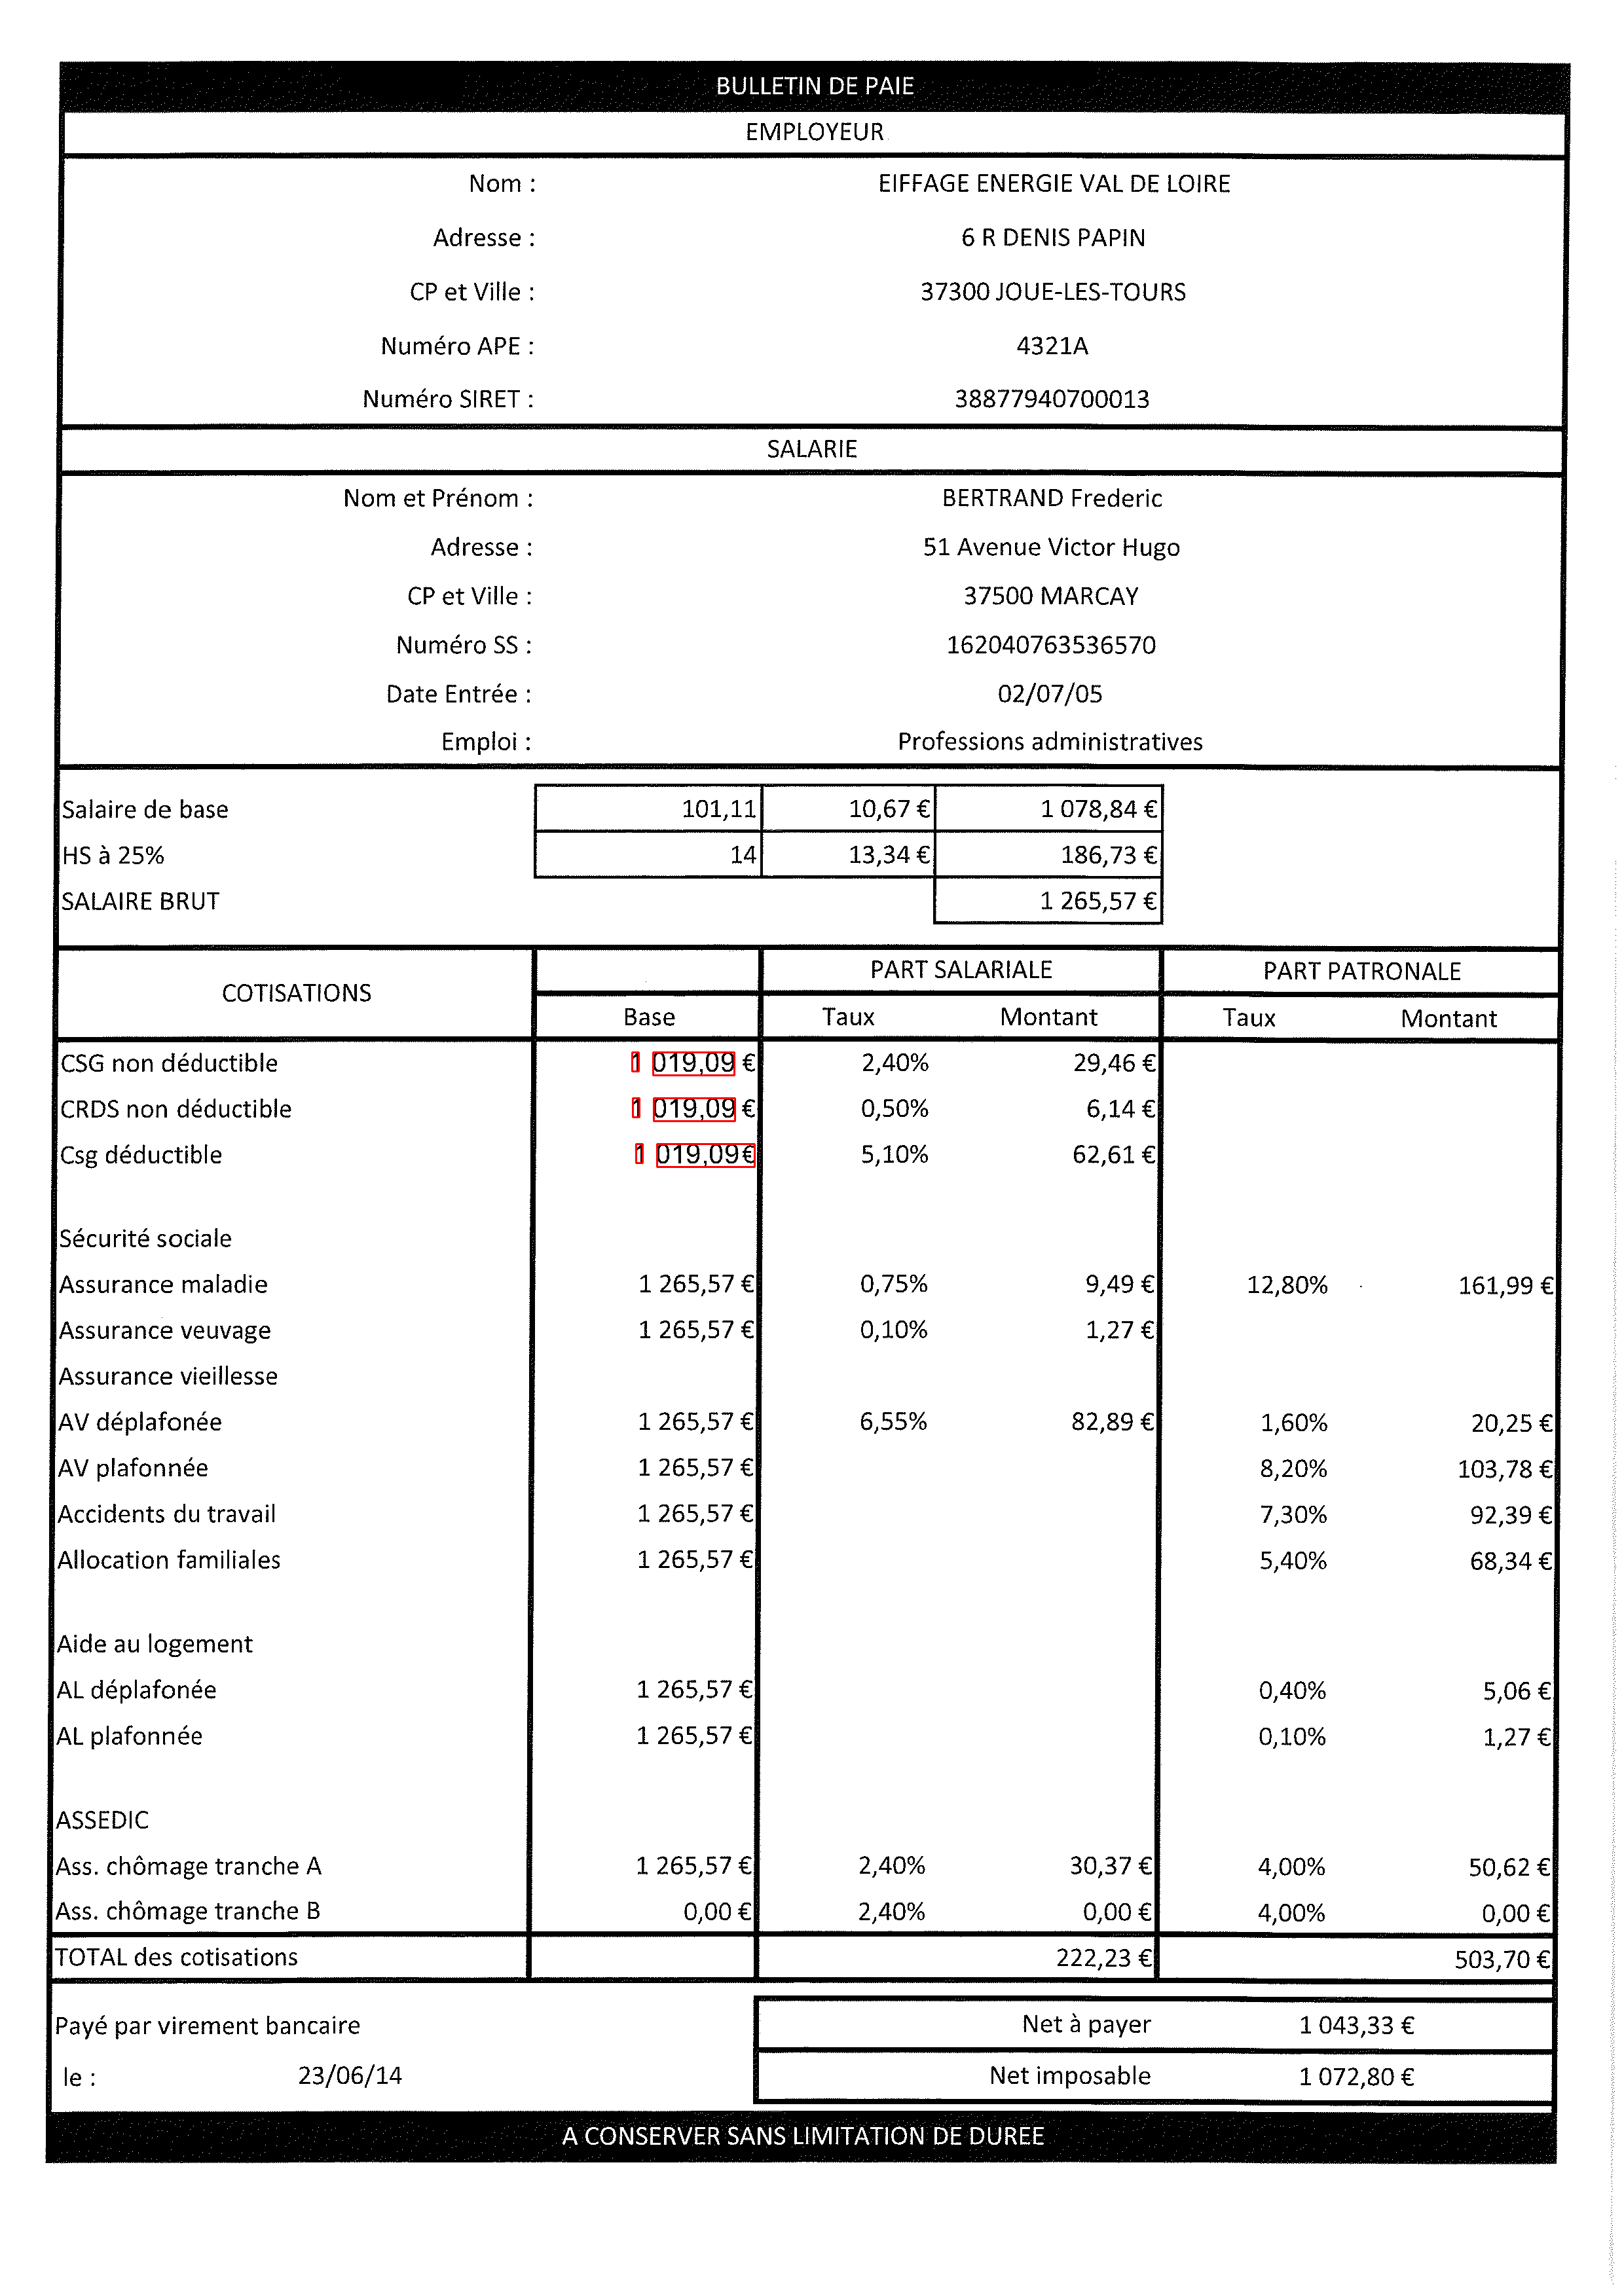 BULLETIN DE PAIE
EMPLOYEUR
Nom : EIFFAGE ENERGIE VAL DE LOIRE
Adresse : 6 R DENIS PAPIN
CP et Ville : 37300 JOUE-LES-TOURS
Numéro APE : 4321A
Numéro SIRET : 38877940700013
SALARIE
Nom et Prénom : BERTRAND Frederic
Adresse : 51 Avenue Victor Hugo
CP et Ville : 37500 MARCAY
Numéro SS : 162040763536570
Date Entrée : 02/07/05
Emploi : Professions administratives
Salaire de base 101,11 10,67 € 1 078,84 €
HS à 25% 14 13,34 € 186,73 €
SALAIRE BRUT 1 265,57 €
COTISATIONS PART SALARIALE PART PATRONALE
Base Taux Montant Taux Montant
CSG non déductible 1 019,09 € 2,40% 29,46 €
CRDS non déductible 1 019,09 € 0,50% 6,14 €
Csg déductible 1 019,09€ 5,10% 62,61 €
Sécurité sociale
Assurance maladie 1 265,57 € 0,75% 9,49 € 12,80% 161,99 €
Assurance veuvage 1 265,57 € 0,10% 1,27 €
Assurance vieillesse
AV déplafonée 1 265,57 € 6,55% 82,89 € 1,60% 20,25 €
AV plafonnée 1 265,57 € 8,20% 103,78 €
Accidents du travail 1 265,57 € 7,30% 92,39 €
Allocation familiales 1 265,57 € 5,40% 68,34 €
Aide au logement
AL déplafonée 1 265,57 € 0,40% 5,06 €
AL plafonnée 1 265,57 € 0,10% 1,27 €
ASSEDIC
Ass. chômage tranche A 1 265,57 € 2,40% 30,37 € 4,00% 50,62 €
Ass. chômage tranche B 0,00 € 2,40% 0,00 € 4,00% 0,00 €
TOTAL des cotisations 222,23 € 503,70 €
Payé par virement bancaire Net à payer 1 043,33 €
le : 23/06/14 Net imposable 1 072,80 €
A CONSERVER SANS LIMITATION DE DUREE